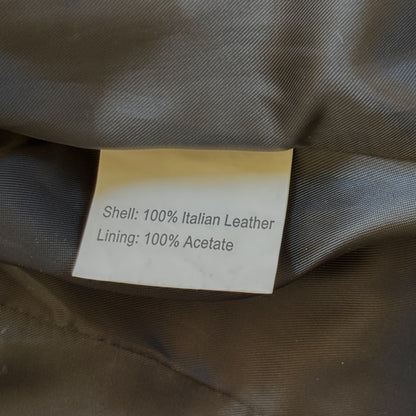 Shell: 100% Italian Leather
Lining: 100% Acetate